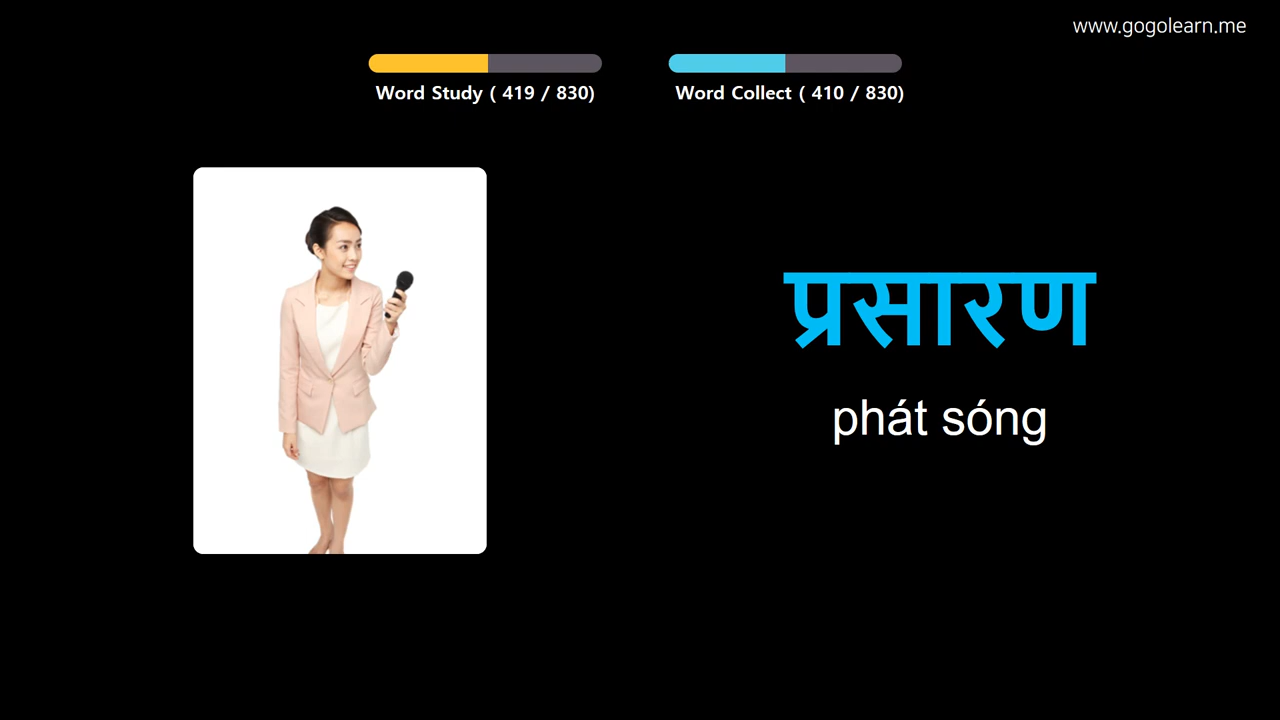 www.gogolearn.me
Word Study ( 419 / 830)
Word Collect ( 410 / 830)
प्रसारण
phát sóng